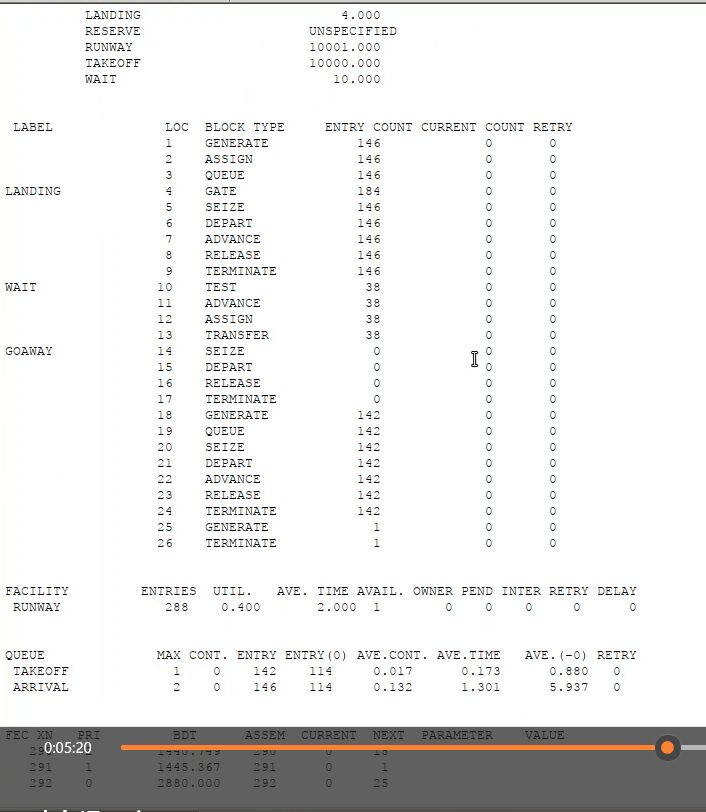 LANDING 4.000
RESERVE UNSPECIFIED
RUNWAY 10001.000
TAKEOFF 10000.000
WAIT 10.000
LABEL LOC BLOCK TYPE ENTRY COUNT CURRENT COUNT RETRY
1 GENERATE 146 0 0
2 ASSIGN 146 0 0
3 QUEUE 146 0 0
LANDING 4 GATE 184 0 0
5 SEIZE 146 0 0
6 DEPART 146 0 0
7 ADVANCE 146 0 0
8 RELEASE 146 0 0
9 TERMINATE 146 0 0
WAIT 10 TEST 38 0 0
11 ADVANCE 38 0 0
12 ASSIGN 38 0 0
13 TRANSFER 38 0 0
GOAWAY 14 SEIZE 0 0 0
15 DEPART 0 0 0
16 RELEASE 0 0 0
17 TERMINATE 0 0 0
18 GENERATE 142 0 0
19 QUEUE 142 0 0
20 SEIZE 142 0 0
21 DEPART 142 0 0
22 ADVANCE 142 0 0
23 RELEASE 142 0 0
24 TERMINATE 142 0 0
25 GENERATE 1 0 0
26 TERMINATE 1 0 0
FACILITY ENTRIES UTIL. AVE. TIME AVAIL. OWNER PEND INTER RETRY DELAY
RUNWAY 288 0.400 2.000 1 0 0 0 0 0
QUEUE MAX CONT. ENTRY ENTRY(0) AVE.CONT. AVE.TIME AVE.(-0) RETRY
TAKEOFF 1 0 142 114 0.017 0.173 0.880 0
ARRIVAL 2 0 146 114 0.132 1.301 5.937 0
FEC XN PRI BDT ASSEM CURRENT NEXT PARAMETER VALUE
0:05:20 1440.749 290 0 18
291 1 1445.367 291 0 1
292 0 2880.000 292 0 25